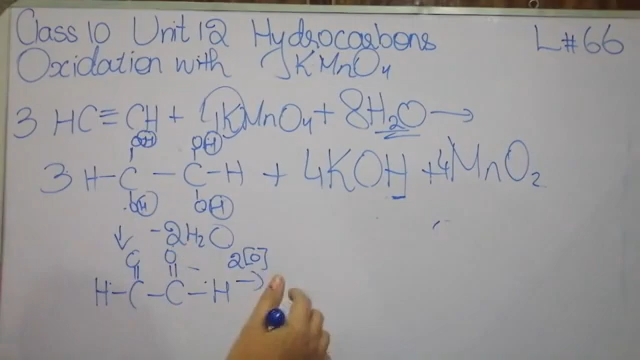 Class 10 Unit 12 Hydrocarbons L#66
Oxidation with KMnO4
3 HC≡CH + 4KMnO4 + 8H2O →
OH OH
3 H-C-C-H + 4KOH + 4MnO2
OH OH
↓ -2H2O
O O 2[O]
H-C-C-H →